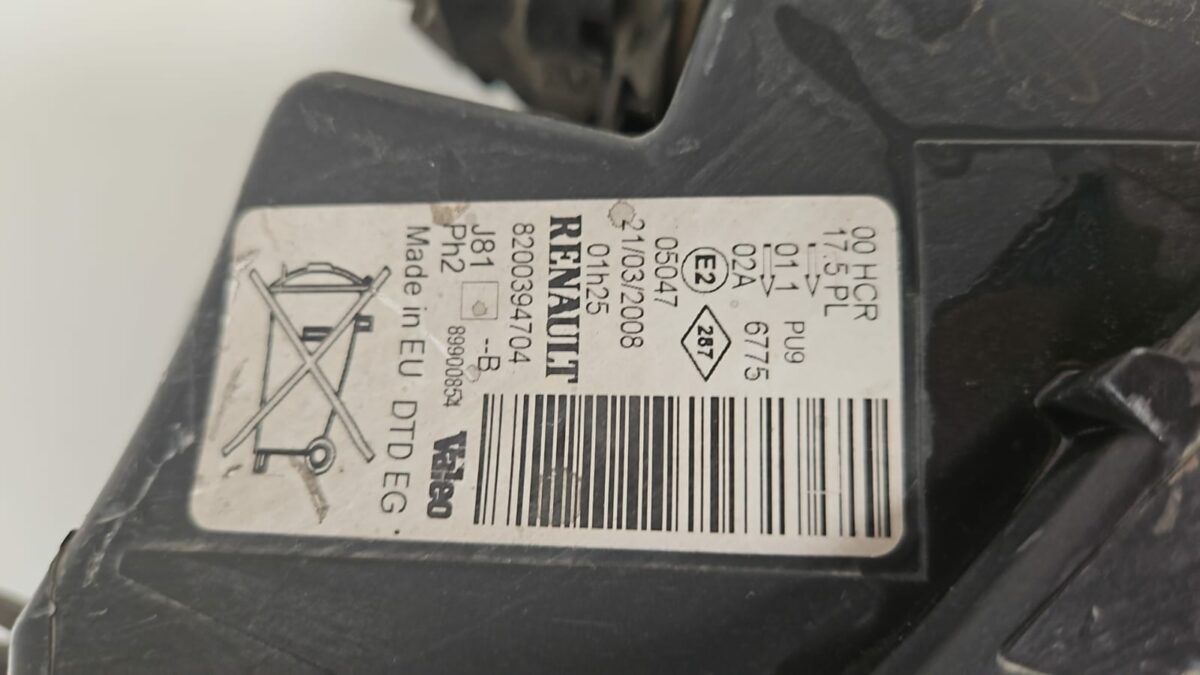 00 HCR
17.5 PL
01,1 PU9
02A 6775
E2 287
05047
21/03/2008
01h25
RENAULT
8200394704
J81 --B
Ph2 89900854
Made in EU. DTD EG.
Valeo